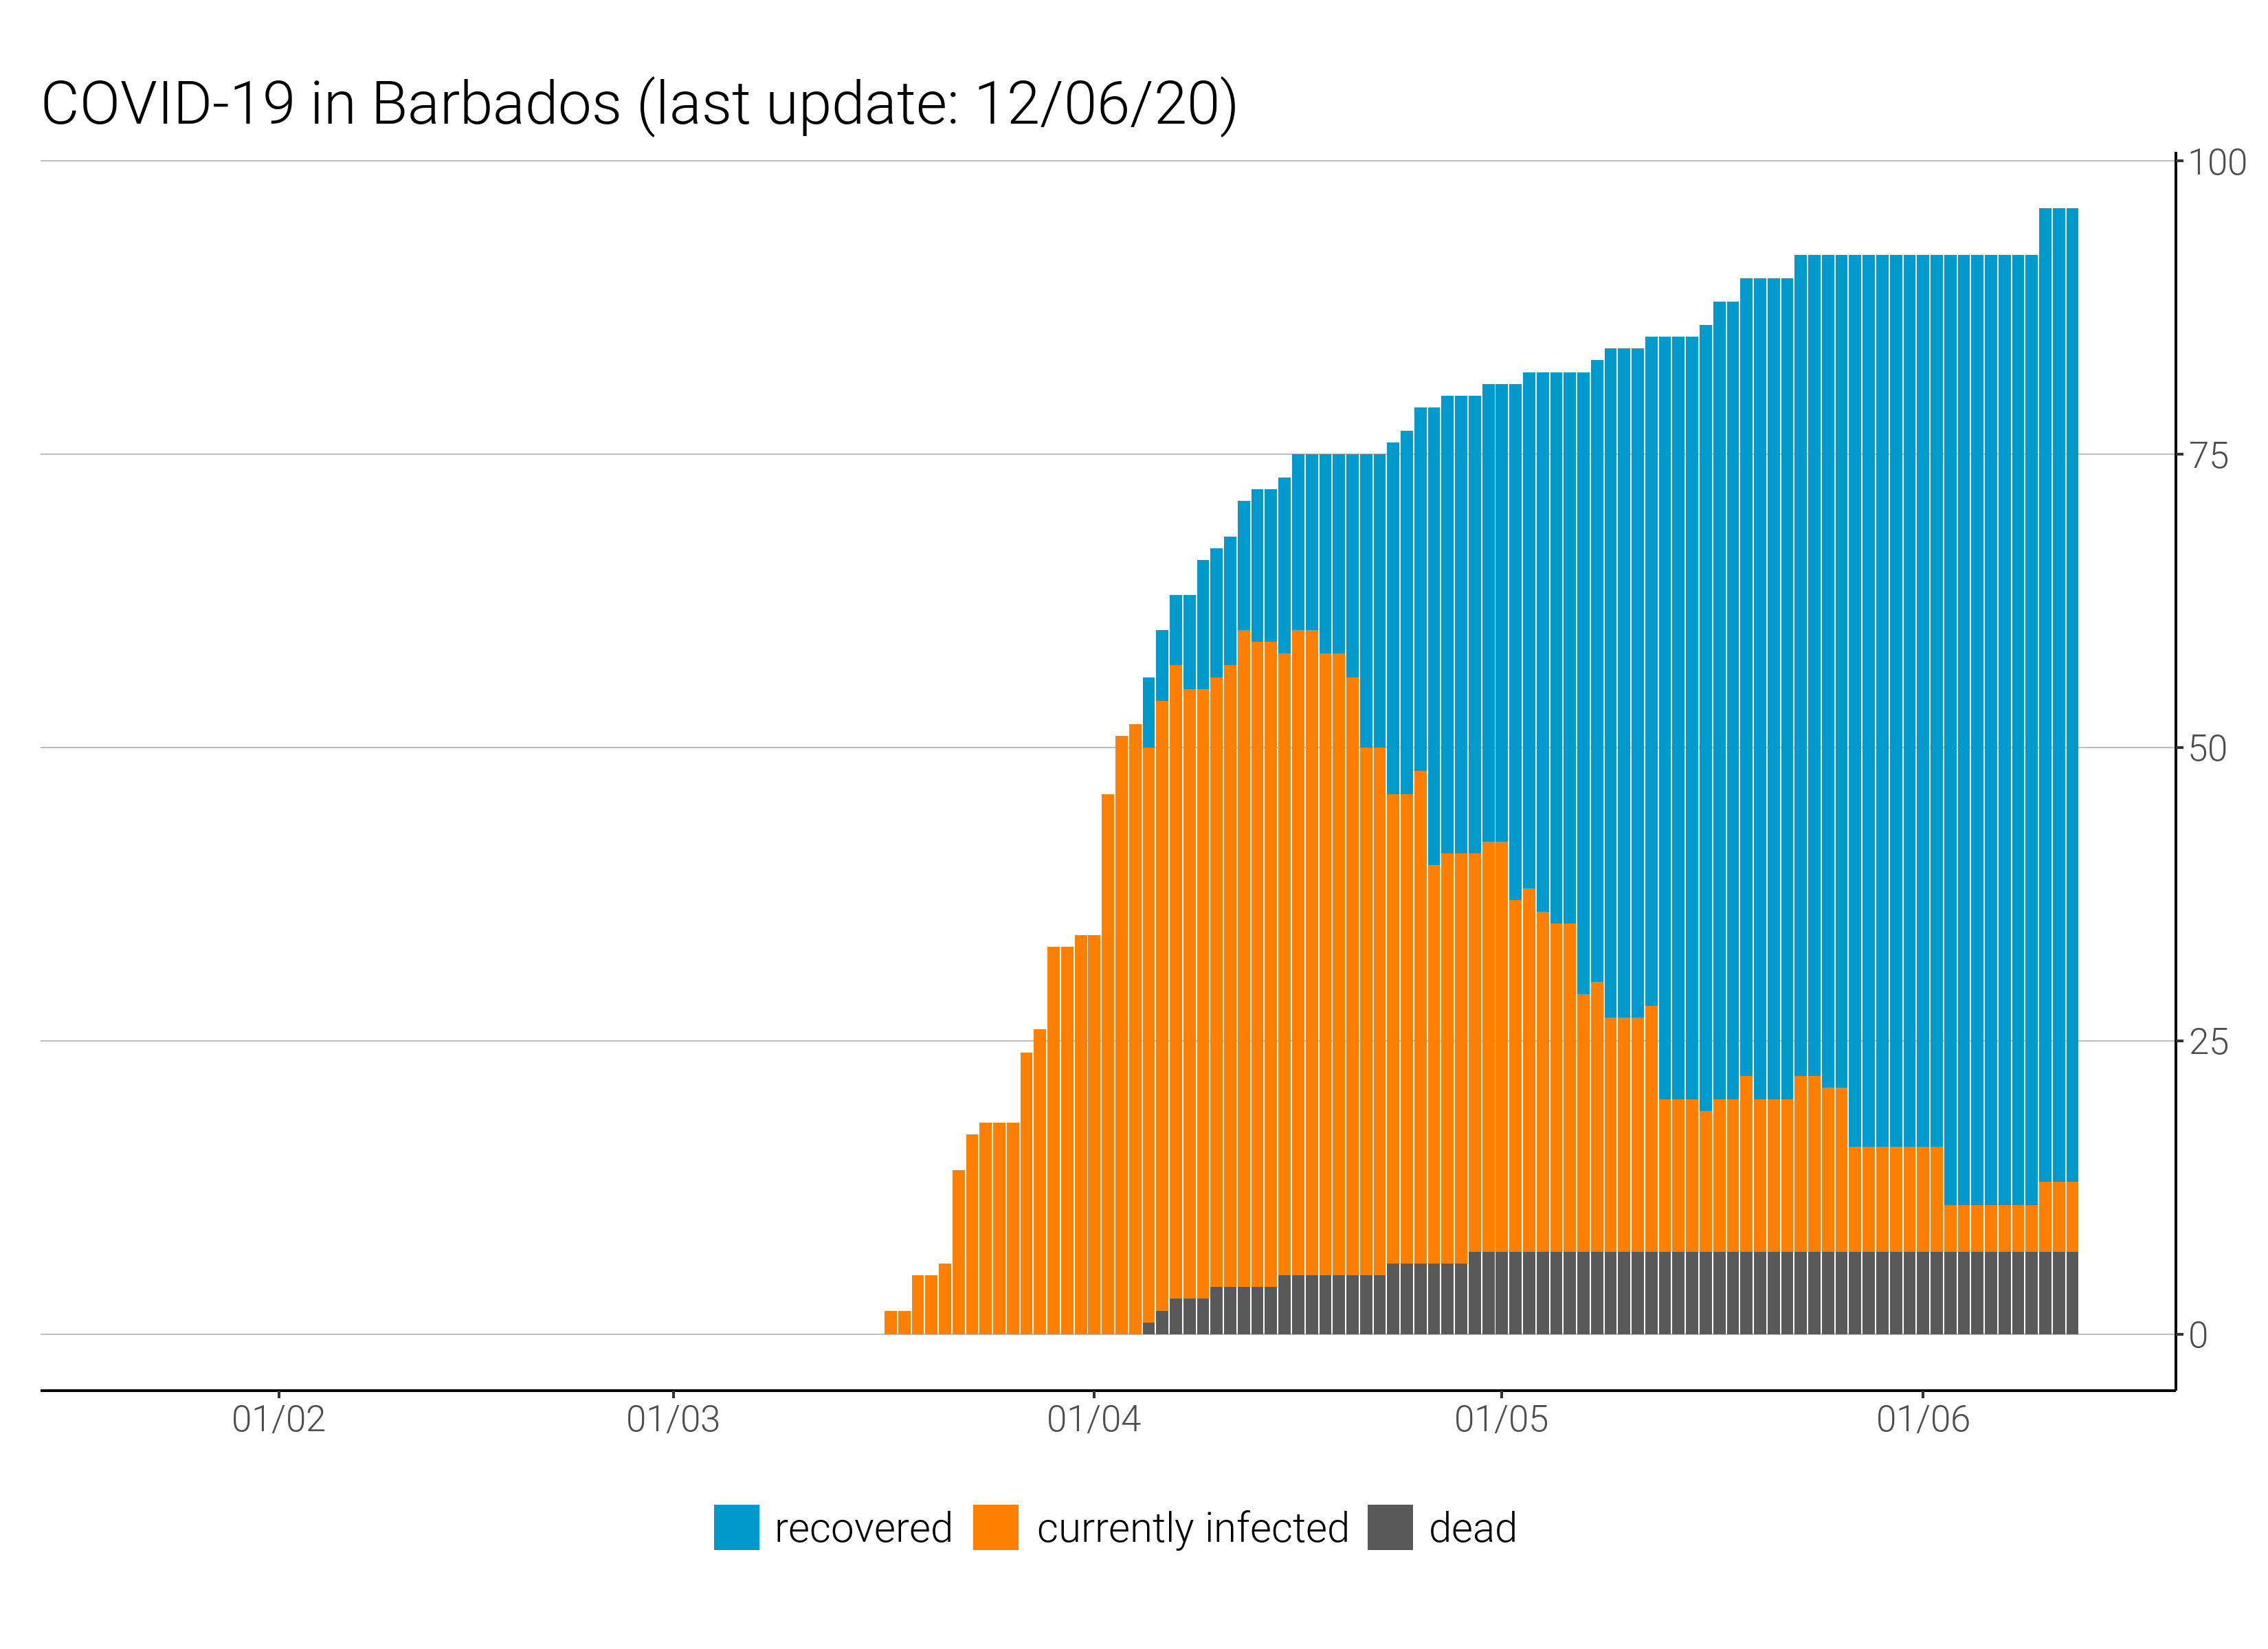 COVID-19 in Barbados (last update: 12/06/20)
100
75
50
25
0
01/02 01/03 01/04 01/05 01/06
recovered currently infected dead